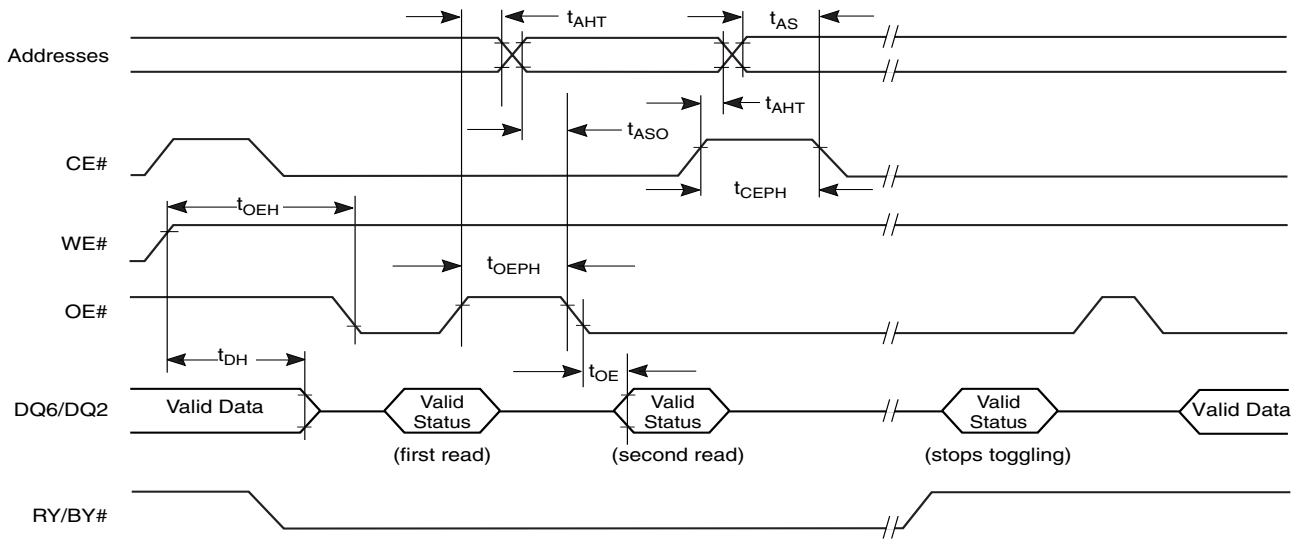 tAHT
tAS
Addresses
tAHT
tASO
CE#
tCEPH
tOEH
WE#
tOEPH
OE#
tDH
tOE
DQ6/DQ2
Valid Data
Valid
Status
Valid
Status
Valid
Status
Valid Data
(first read)
(second read)
(stops toggling)
RY/BY#